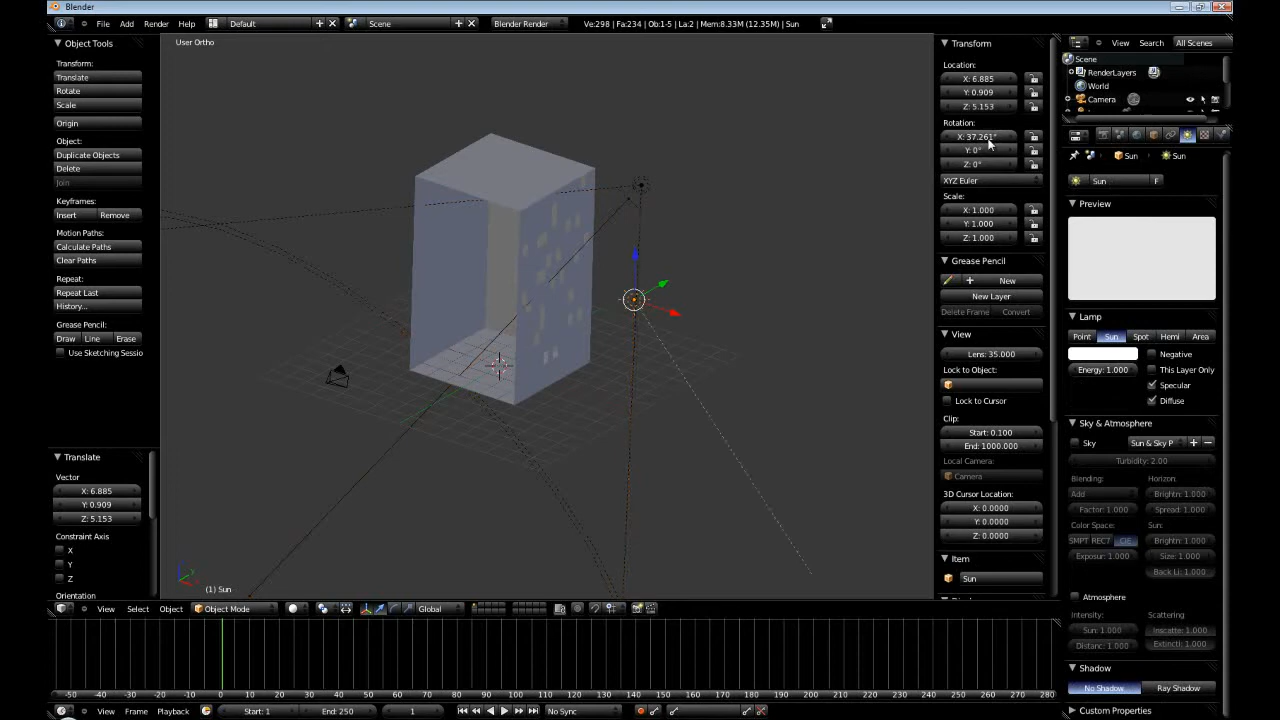 Blender
File Add Render Help Default Scene Blender Render Ve:298 | Fa:234 | Ob:1-5 | La:2 | Mem:8.33M (12.35M) | Sun
Object Tools
Transform:
Translate
Rotate
Scale
Origin
Object:
Duplicate Objects
Delete
Join
Keyframes:
Insert Remove
Motion Paths:
Calculate Paths
Clear Paths
Repeat:
Repeat Last
History...
Grease Pencil:
Draw Line Erase
Use Sketching Sessio
Translate
Vector
X: 6.885
Y: 0.909
Z: 5.153
Constraint Axis
X
Y
Z
Orientation
User Ortho
(1) Sun
View Select Object Object Mode Global
Transform
Location:
X: 6.885
Y: 0.909
Z: 5.153
Rotation:
X: 37.261°
Y: 0°
Z: 0°
XYZ Euler
Scale:
X: 1.000
Y: 1.000
Z: 1.000
Grease Pencil
New
New Layer
Delete Frame Convert
View
Lens: 35.000
Lock to Object:
Lock to Cursor
Clip:
Start: 0.100
End: 1000.000
Local Camera:
Camera
3D Cursor Location:
X: 0.0000
Y: 0.0000
Z: 0.0000
Item
Sun
View Search All Scenes
Scene
RenderLayers
World
Camera
Sun Sun
Sun F
Preview
Lamp
Point Sun Spot Hemi Area
Negative
Energy: 1.000 This Layer Only
Specular
Diffuse
Sky & Atmosphere
Sky Sun & Sky P
Turbidity: 2.00
Blending: Horizon:
Add Brightn: 1.000
Factor: 1.000 Spread: 1.000
Color Space: Sun:
SMPT REC7 CIE Brightn: 1.000
Exposur: 1.000 Size: 1.000
Back Li: 1.000
Atmosphere
Intensity: Scattering
Sun: 1.000 Inscatte: 1.000
Distanc: 1.000 Extincti: 1.000
Shadow
No Shadow Ray Shadow
Custom Properties
-50 -40 -30 -20 -10 0 10 20 30 40 50 60 70 80 90 100 110 120 130 140 150 160 170 180 190 200 210 220 230 240 250 260 270 280
View Frame Playback Start: 1 End: 250 1 No Sync